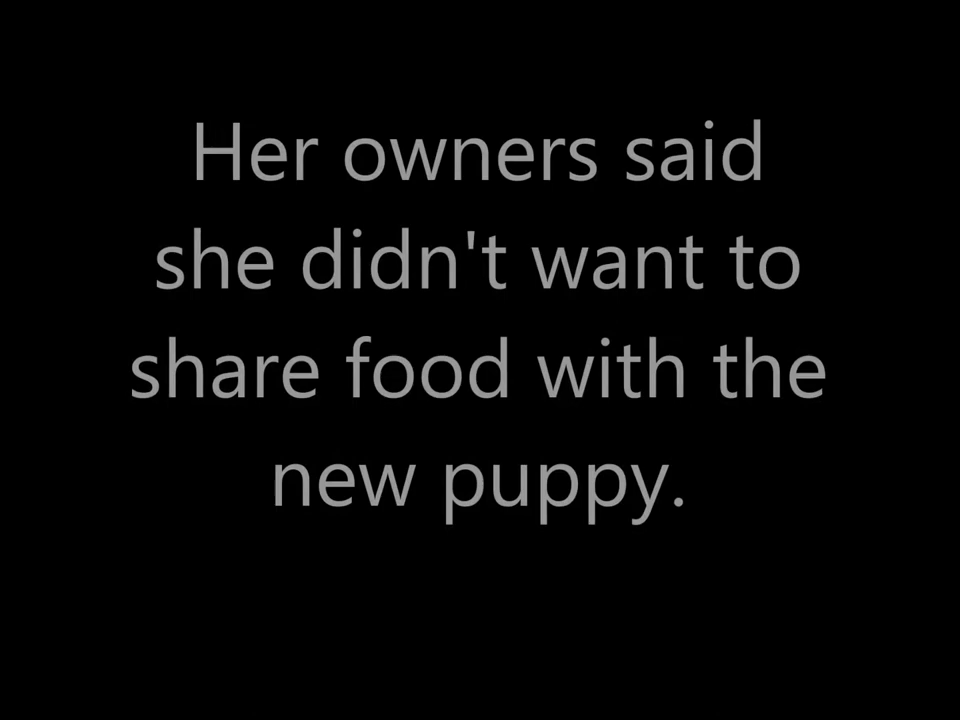 Her owners said
she didn't want to
share food with the
new puppy.